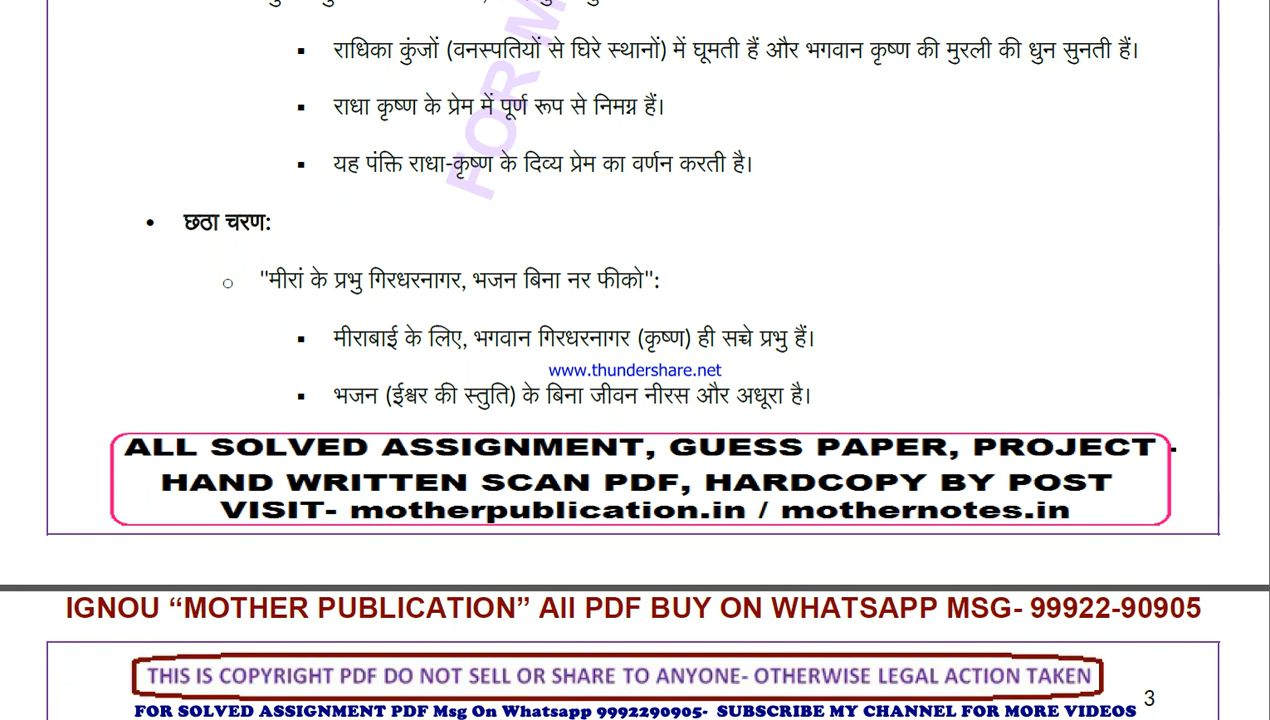 ▪ राधिका कुंजों (वनस्पतियों से घिरे स्थानों) में घूमती हैं और भगवान कृष्ण की मुरली की धुन सुनती हैं।
▪ राधा कृष्ण के प्रेम में पूर्ण रूप से निमग्न हैं।
▪ यह पंक्ति राधा-कृष्ण के दिव्य प्रेम का वर्णन करती है।
• छठा चरण:
○ "मीरां के प्रभु गिरधरनागर, भजन बिना नर फीको":
▪ मीराबाई के लिए, भगवान गिरधरनागर (कृष्ण) ही सच्चे प्रभु हैं।
www.thundershare.net
▪ भजन (ईश्वर की स्तुति) के बिना जीवन नीरस और अधूरा है।
ALL SOLVED ASSIGNMENT, GUESS PAPER, PROJECT -
HAND WRITTEN SCAN PDF, HARDCOPY BY POST
VISIT- motherpublication.in / mothernotes.in
IGNOU “MOTHER PUBLICATION” All PDF BUY ON WHATSAPP MSG- 99922-90905
THIS IS COPYRIGHT PDF DO NOT SELL OR SHARE TO ANYONE- OTHERWISE LEGAL ACTION TAKEN
3
FOR SOLVED ASSIGNMENT PDF Msg On Whatsapp 9992290905- SUBSCRIBE MY CHANNEL FOR MORE VIDEOS
FOR